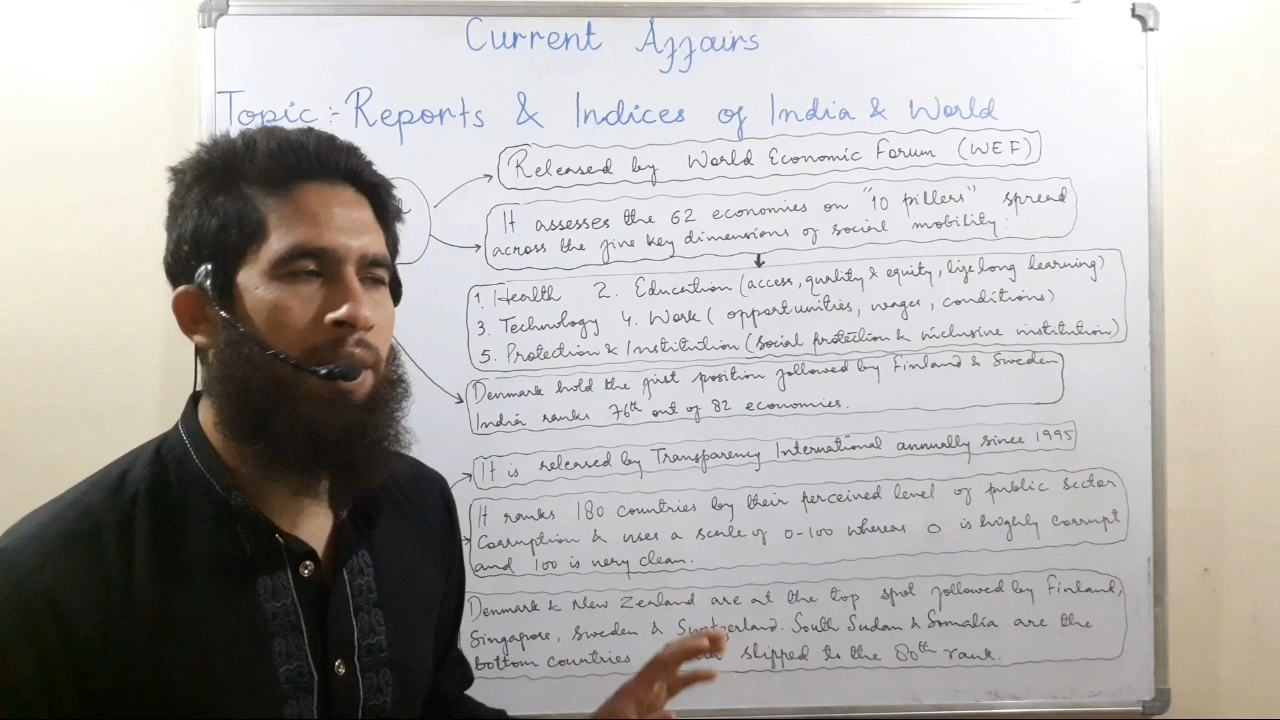 Current Affairs
Topic :- Reports & Indices of India & World
Released by World Economic Forum (WEF)
It assesses the 62 economies on "10 pillers" spread
across the five key dimensions of social mobility.
1. Health 2. Education (access, quality & equity, lifelong learning)
3. Technology 4. Work ( opportunities, wages, conditions)
5. Protection & Institution (social protection & inclusive institution)
Denmark hold the first position followed by Finland & Sweden
India ranks 76th out of 82 economies.
It is released by Transparency International annually since 1995
It ranks 180 countries by their perceived level of public sector
Corruption & uses a scale of 0-100 whereas 0 is highly corrupt
and 100 is very clean.
Denmark & New Zealand are at the top spot followed by Finland,
Singapore, Sweden & Switzerland. South Sudan & Somalia are the
bottom countries slipped to the 80th rank.